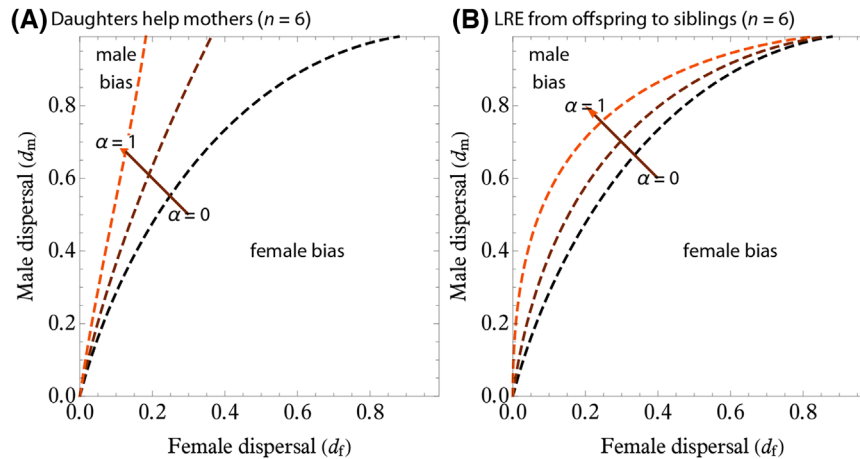 (A) Daughters help mothers (n = 6)
male
bias
α = 1
α = 0
female bias
Male dispersal (dm)
0.8
0.6
0.4
0.2
0.0
0.0 0.2 0.4 0.6 0.8
Female dispersal (df)
(B) LRE from offspring to siblings (n = 6)
male
bias
α = 1
α = 0
female bias
Male dispersal (dm)
0.8
0.6
0.4
0.2
0.0
0.0 0.2 0.4 0.6 0.8
Female dispersal (df)